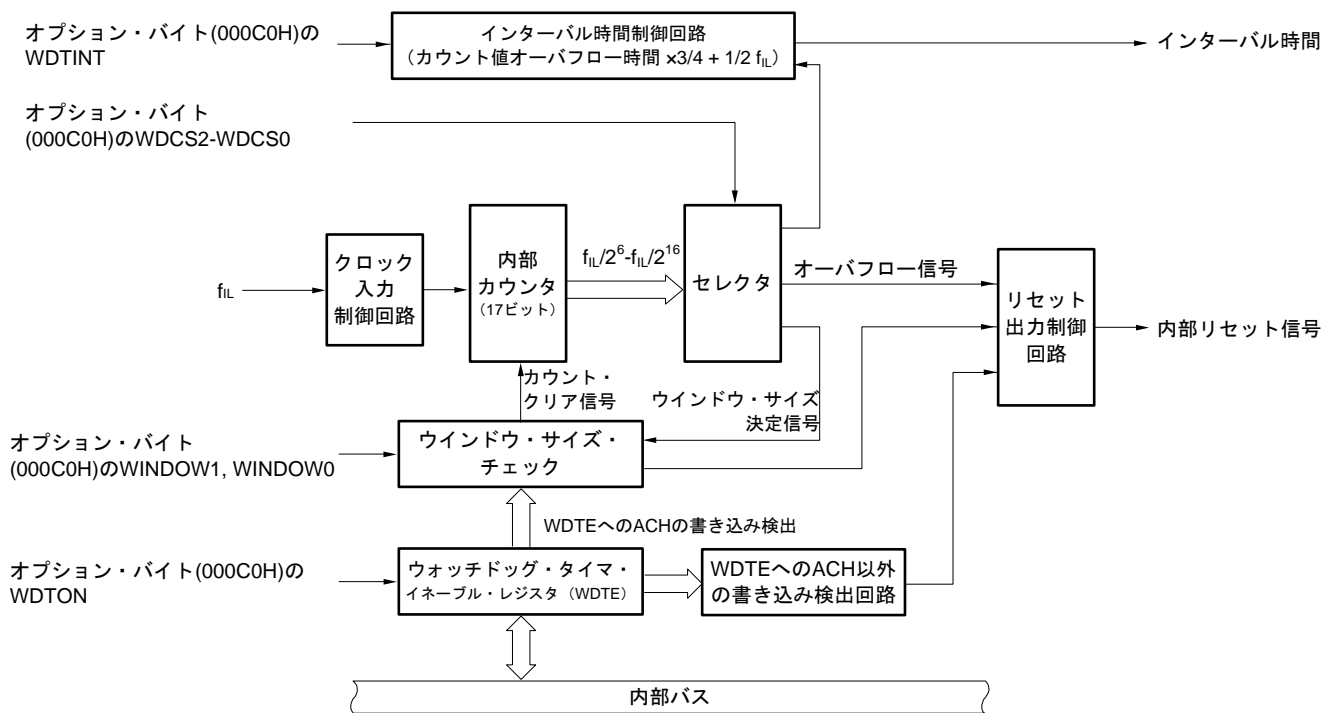 オプション・バイト(000C0H)の
WDTINT
インターバル時間制御回路
（カウント値オーバフロー時間 ×3/4 + 1/2 fIL）
インターバル時間
オプション・バイト
(000C0H)のWDCS2-WDCS0
fIL
クロック
入力
制御回路
内部
カウンタ
（17ビット）
fIL/2^6-fIL/2^16
セレクタ
オーバフロー信号
リセット
出力制御
回路
内部リセット信号
カウント・
クリア信号
ウインドウ・サイズ
決定信号
オプション・バイト
(000C0H)のWINDOW1, WINDOW0
ウインドウ・サイズ・
チェック
WDTEへのACHの書き込み検出
オプション・バイト(000C0H)の
WDTON
ウォッチドッグ・タイマ・
イネーブル・レジスタ（WDTE）
WDTEへのACH以外
の書き込み検出回路
内部バス